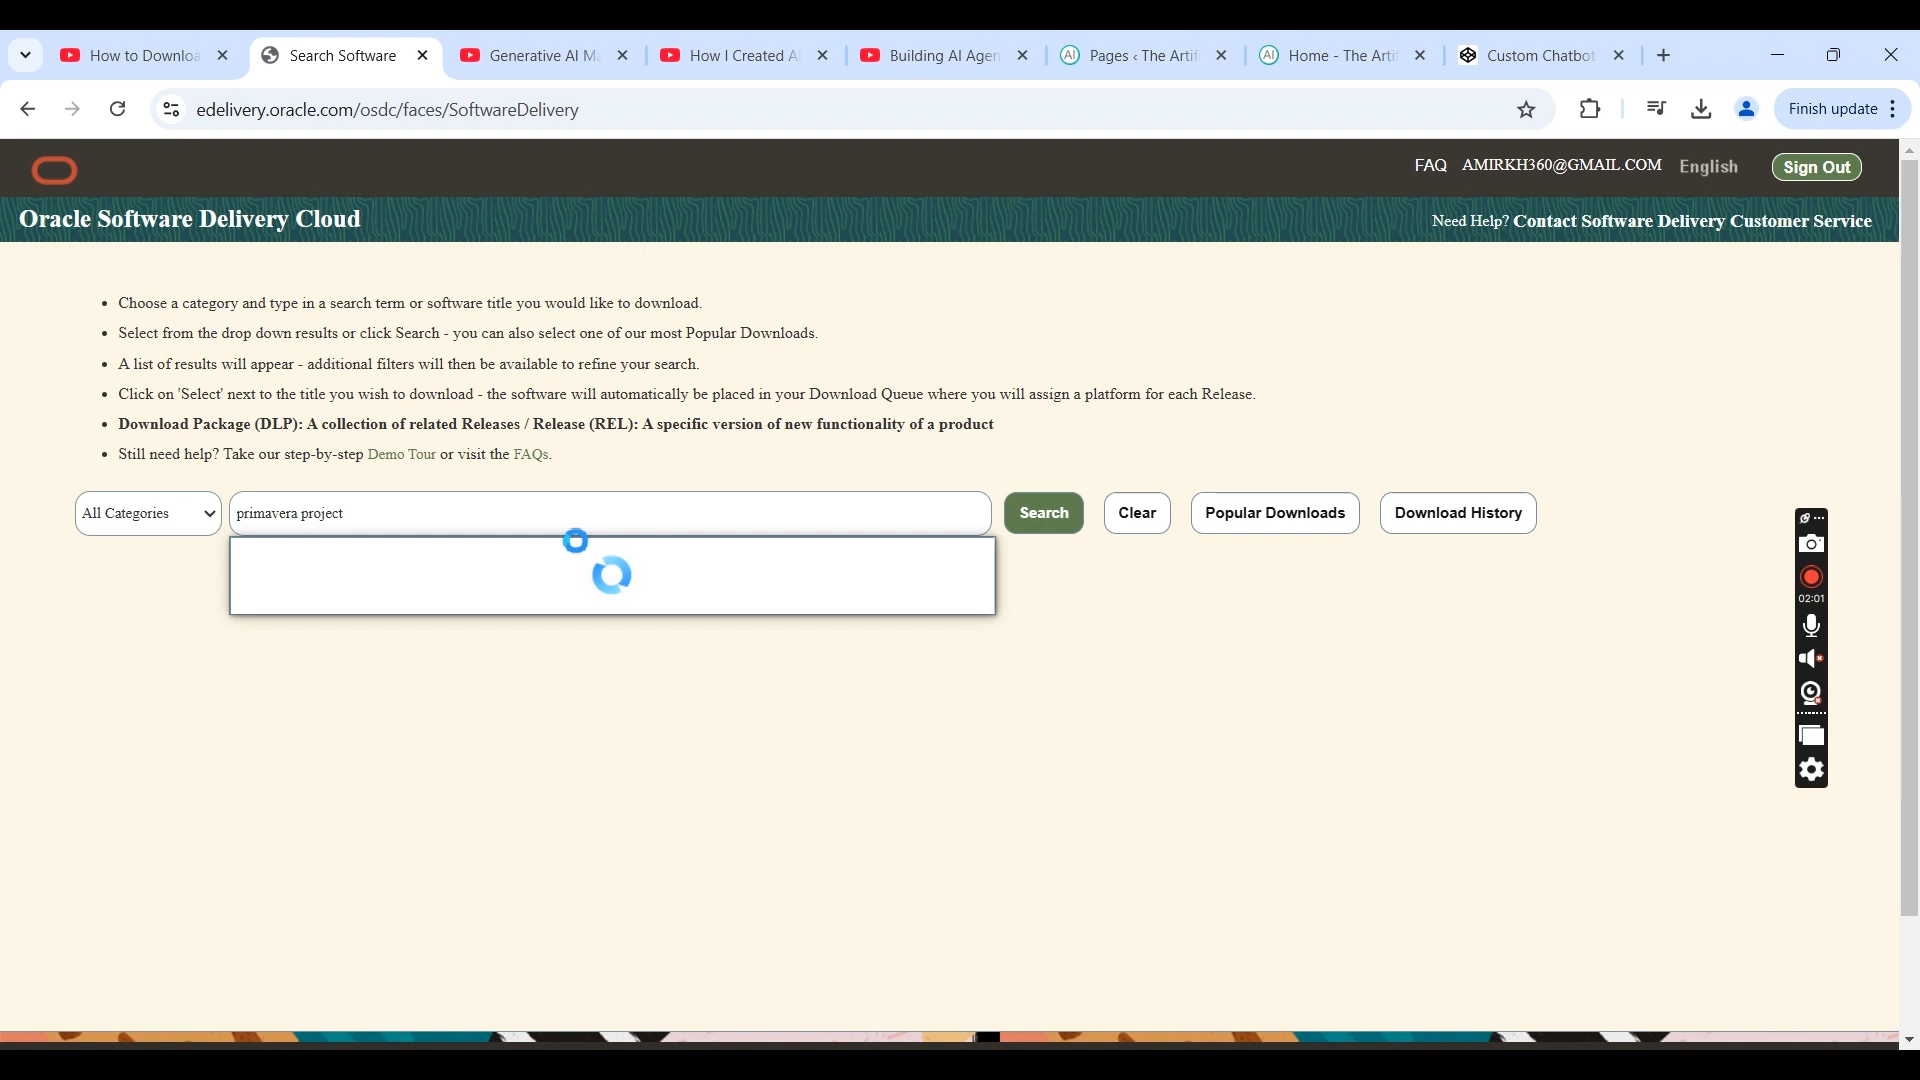 How to Downloa
Search Software
Generative AI Ma
How I Created A
Building AI Agen
AI
Pages ‹ The Artif
AI
Home - The Artif
Custom Chatbot
edelivery.oracle.com/osdc/faces/SoftwareDelivery
Finish update
FAQ
AMIRKH360@GMAIL.COM
English
Sign Out
Oracle Software Delivery Cloud
Need Help? Contact Software Delivery Customer Service
• Choose a category and type in a search term or software title you would like to download.
• Select from the drop down results or click Search - you can also select one of our most Popular Downloads.
• A list of results will appear - additional filters will then be available to refine your search.
• Click on 'Select' next to the title you wish to download - the software will automatically be placed in your Download Queue where you will assign a platform for each Release.
• Download Package (DLP): A collection of related Releases / Release (REL): A specific version of new functionality of a product
• Still need help? Take our step-by-step Demo Tour or visit the FAQs.
All Categories
primavera project
Search
Clear
Popular Downloads
Download History
02:01